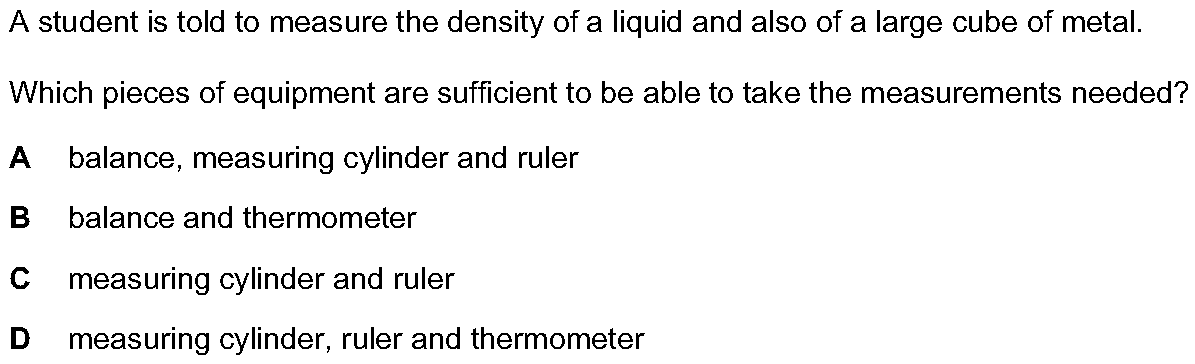 A student is told to measure the density of a liquid and also of a large cube of metal.
Which pieces of equipment are sufficient to be able to take the measurements needed?
A balance, measuring cylinder and ruler
B balance and thermometer
C measuring cylinder and ruler
D measuring cylinder, ruler and thermometer